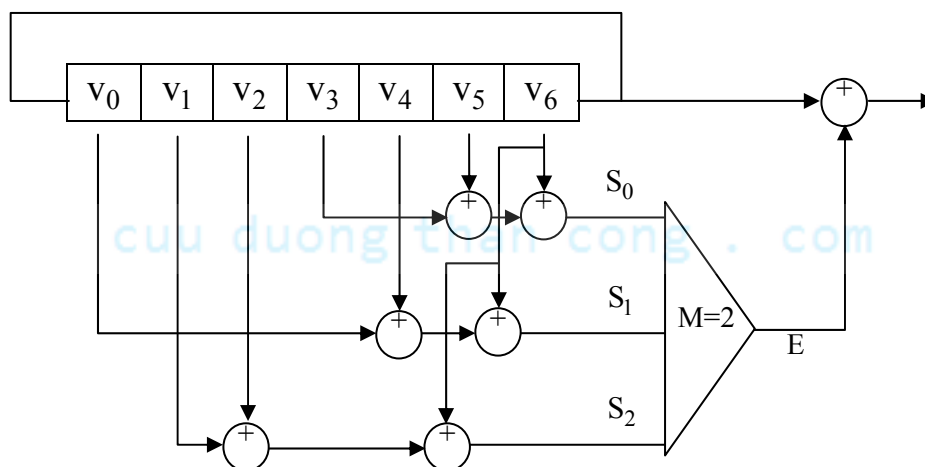 v0 v1 v2 v3 v4 v5 v6
+
+ +
S0
cuu duong than cong . com
+ +
S1
M=2
E
+ +
S2